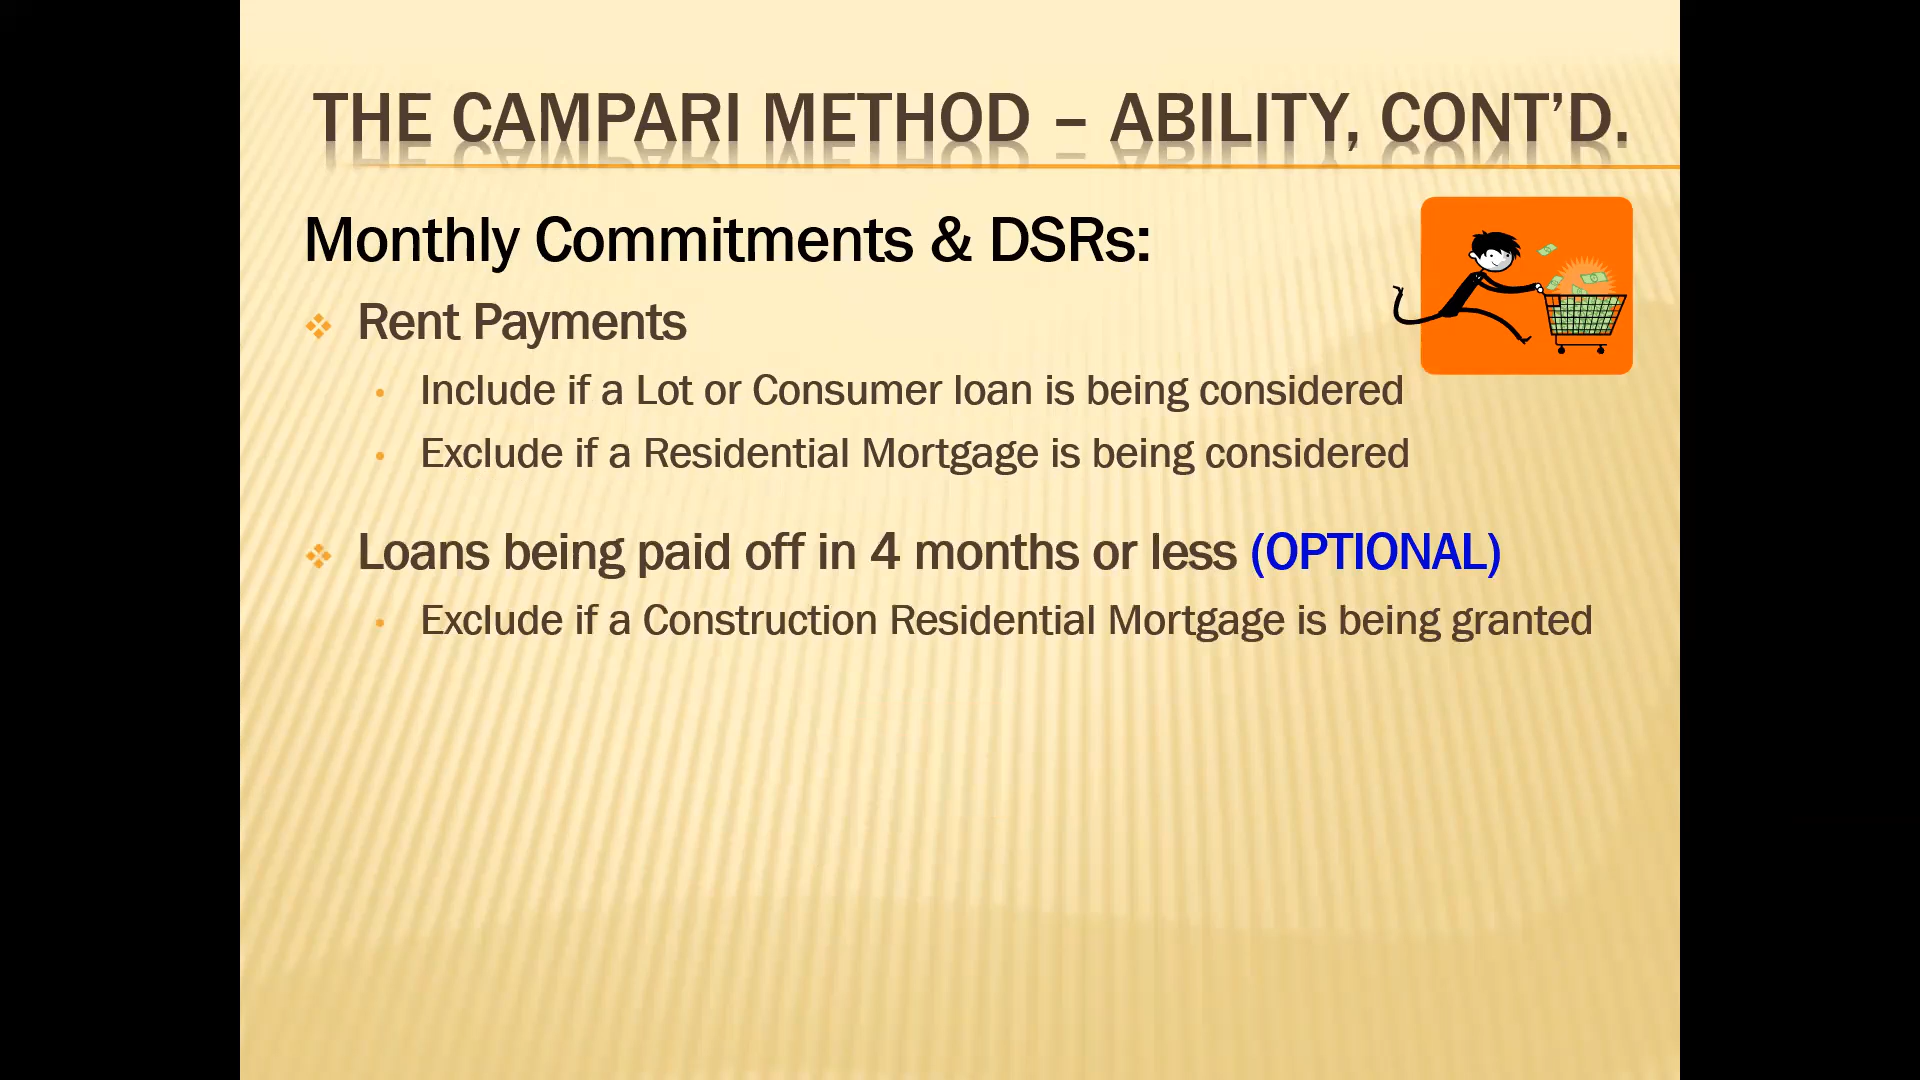 THE CAMPARI METHOD – ABILITY, CONT’D.
Monthly Commitments & DSRs:
Rent Payments
Include if a Lot or Consumer loan is being considered
Exclude if a Residential Mortgage is being considered
Loans being paid off in 4 months or less (OPTIONAL)
Exclude if a Construction Residential Mortgage is being granted